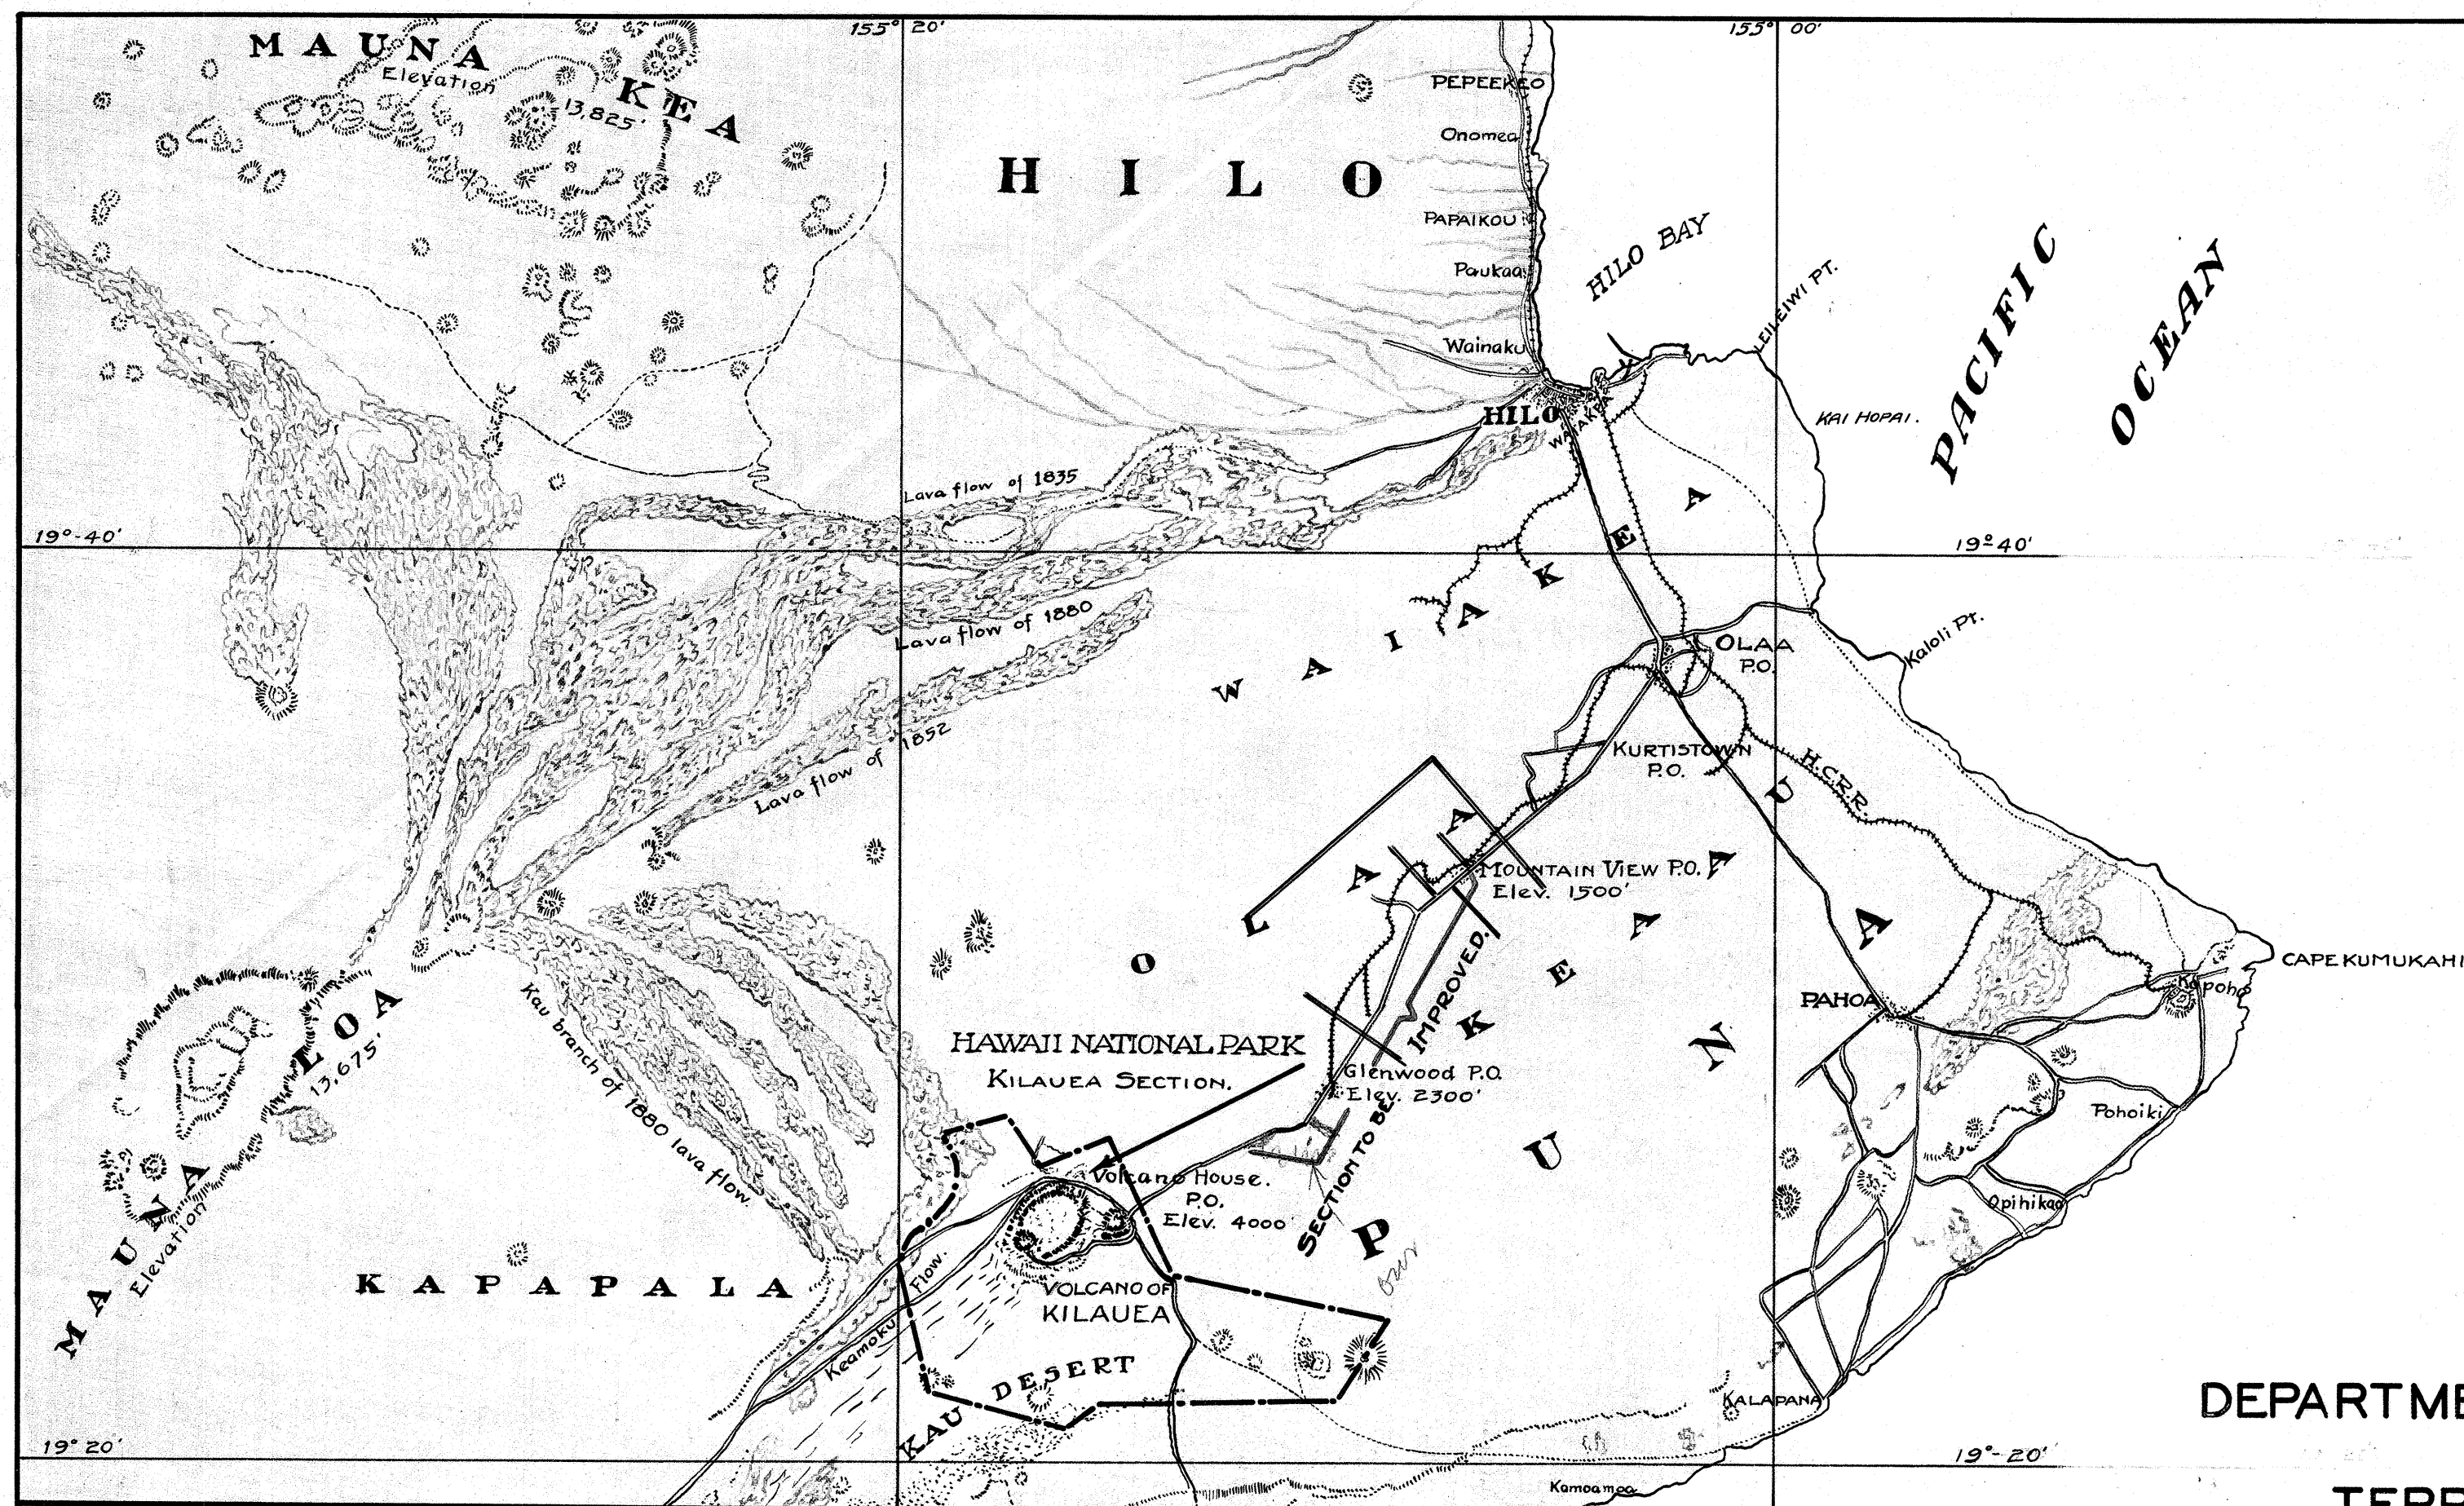 155° 20'
155° 00'
MAUNA KEA
Elevation
13,825'
PEPEEKEO
Onomea
HILO
PAPAIKOU
HILO BAY
PACIFIC OCEAN
Paukaa
LEILEIWI PT.
Wainaku
HILO
WAIAKEA
KAI HOPAI.
Lava flow of 1835
19°-40'
19° 40'
Lava flow of 1880
WAIAKEA
OLAA
P.O.
Kaloli Pt.
Lava flow of 1852
KURTISTOWN
P.O.
H.C.R.R.
OLAA
MOUNTAIN VIEW P.O.
Elev. 1500'
KEAAU
CAPE KUMUKAHI
Kapoho
PAHOA
MAUNA LOA
Elevation
13,675'
Kau branch of 1880 lava flow.
HAWAII NATIONAL PARK
KILAUEA SECTION.
Glenwood P.O.
Elev. 2300'
SECTION TO BE IMPROVED.
PUNA
Pohoiki
Volcano House.
P.O.
Elev. 4000'
Opihikao
KAPAPALA
Keamoku Flow.
VOLCANO OF
KILAUEA
our
KAU DESERT
KALAPANA
DEPARTME
19° 20'
19°-20'
Kamoamoa
TERR